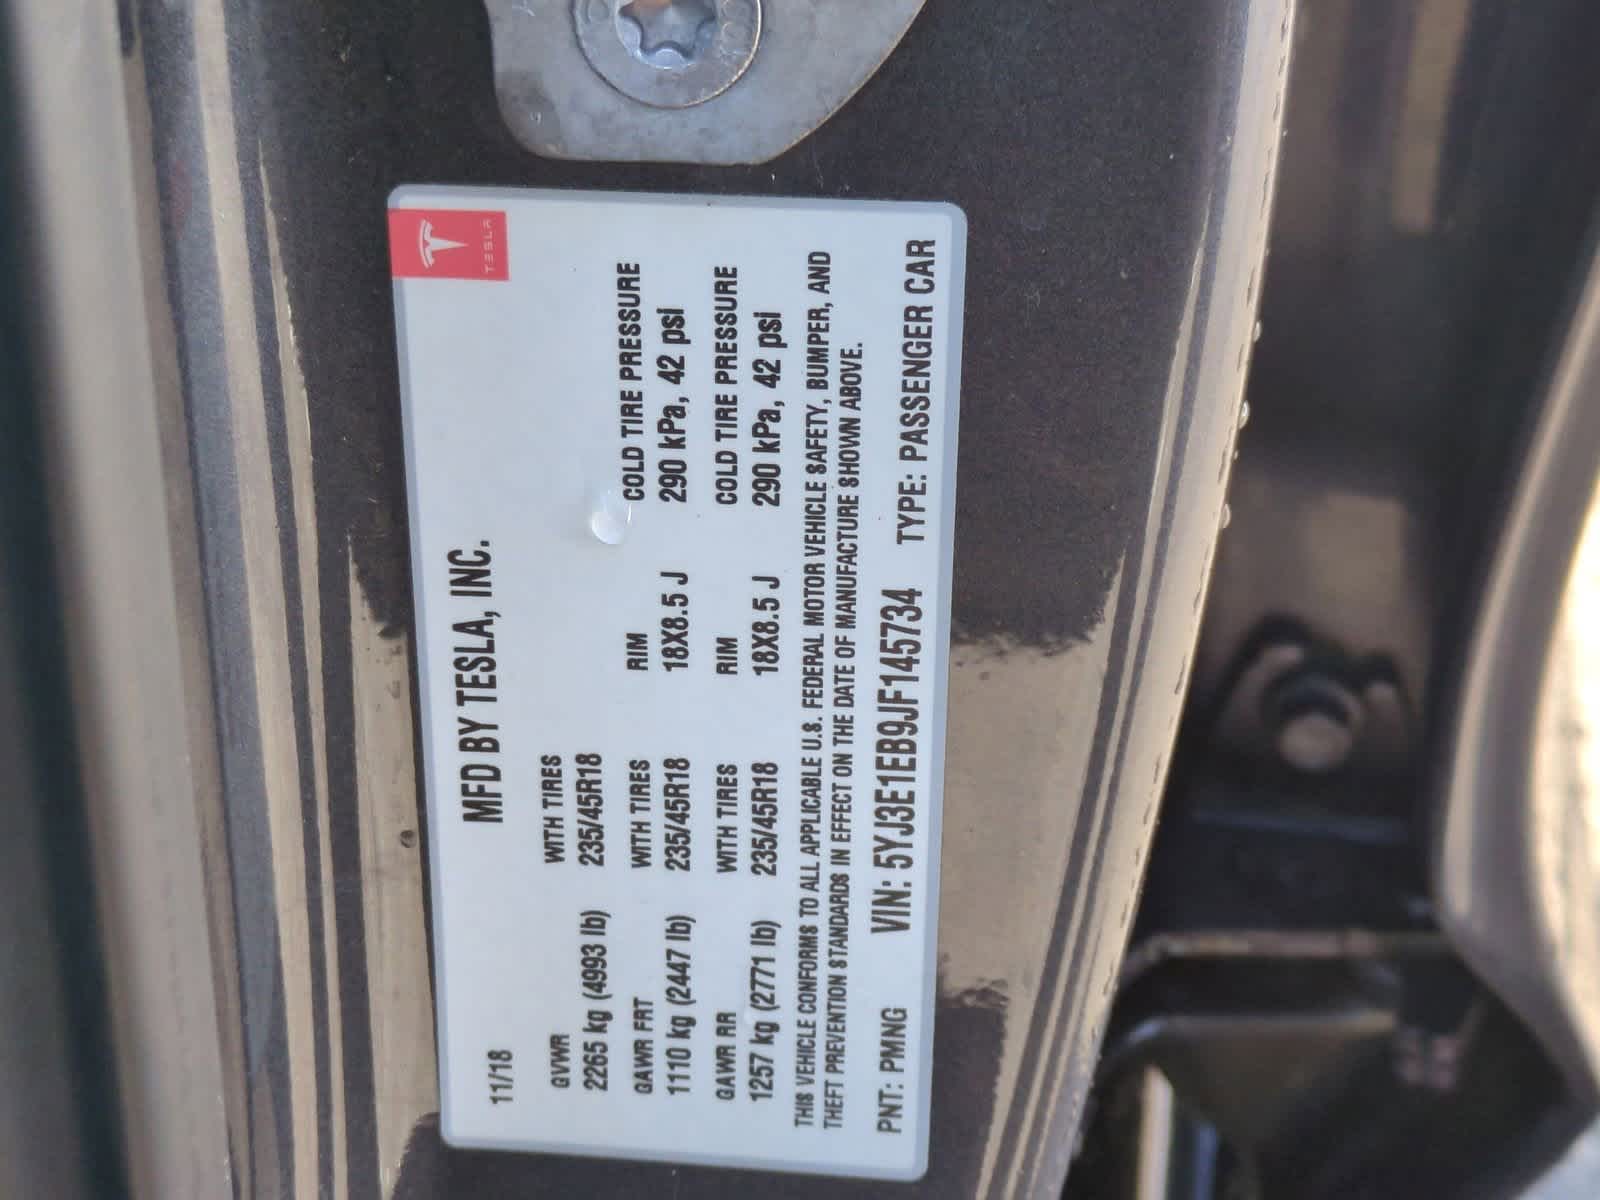 TESLA
MFD BY TESLA, INC.
11/18
GVWR WITH TIRES
2265 kg (4993 lb) 235/45R18
GAWR FRT WITH TIRES RIM COLD TIRE PRESSURE
1110 kg (2447 lb) 235/45R18 18X8.5 J 290 kPa, 42 psi
GAWR RR WITH TIRES RIM COLD TIRE PRESSURE
1257 kg (2771 lb) 235/45R18 18X8.5 J 290 kPa, 42 psi
THIS VEHICLE CONFORMS TO ALL APPLICABLE U.S. FEDERAL MOTOR VEHICLE SAFETY, BUMPER, AND
THEFT PREVENTION STANDARDS IN EFFECT ON THE DATE OF MANUFACTURE SHOWN ABOVE.
PNT: PMNG VIN: 5YJ3E1EB9JF145734 TYPE: PASSENGER CAR